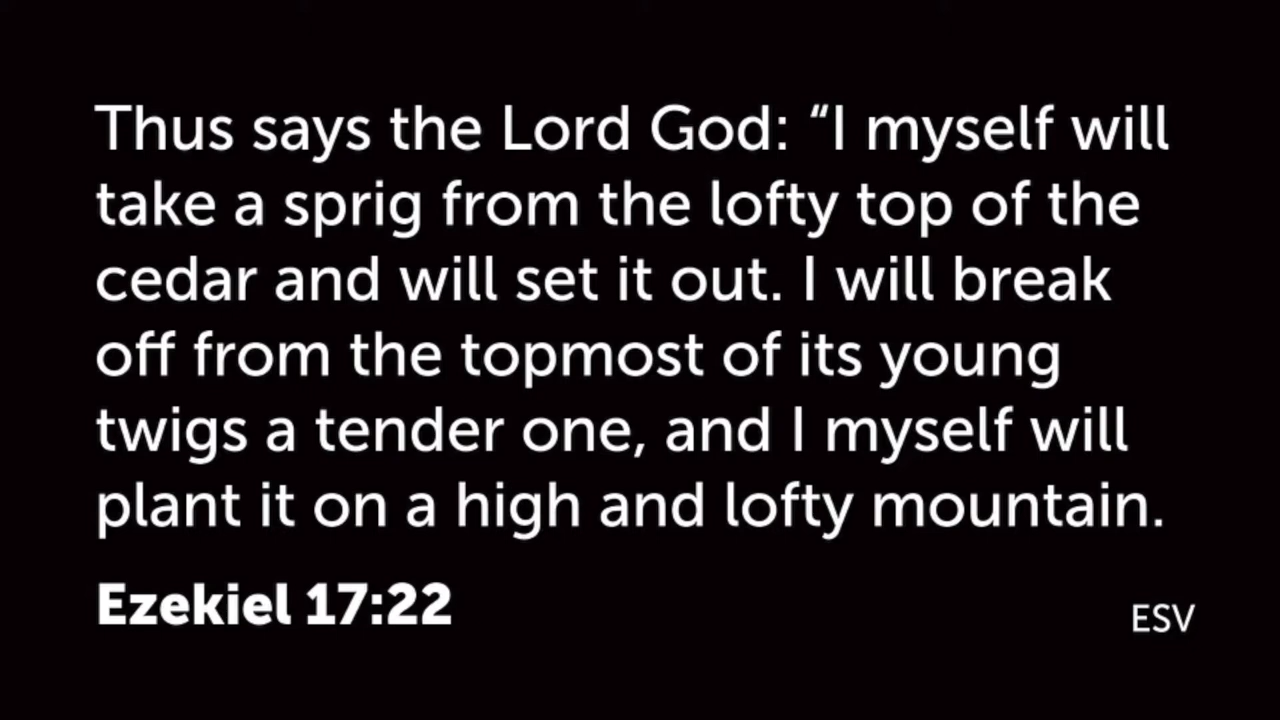 Thus says the Lord God: “I myself will
take a sprig from the lofty top of the
cedar and will set it out. I will break
off from the topmost of its young
twigs a tender one, and I myself will
plant it on a high and lofty mountain.
Ezekiel 17:22
ESV